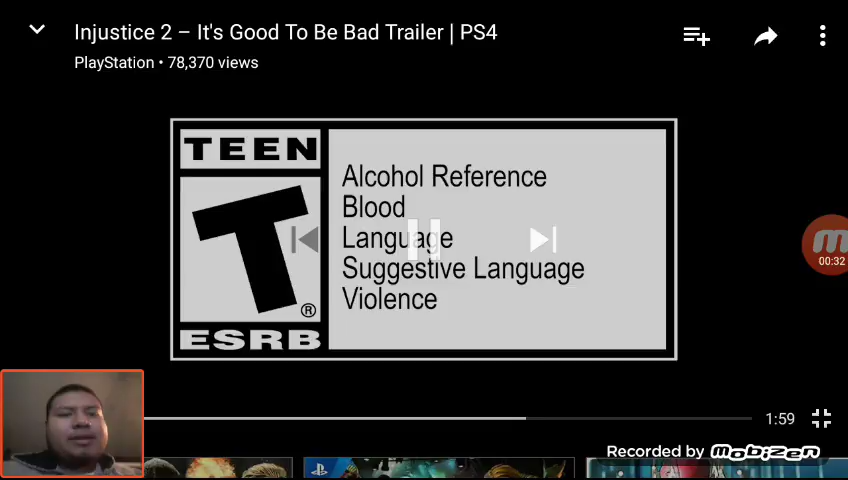 Injustice 2 – It's Good To Be Bad Trailer | PS4
PlayStation • 78,370 views
TEEN
Alcohol Reference
Blood
Language
Suggestive Language
Violence
T
®
ESRB
00:32
1:59
Recorded by Mobizen